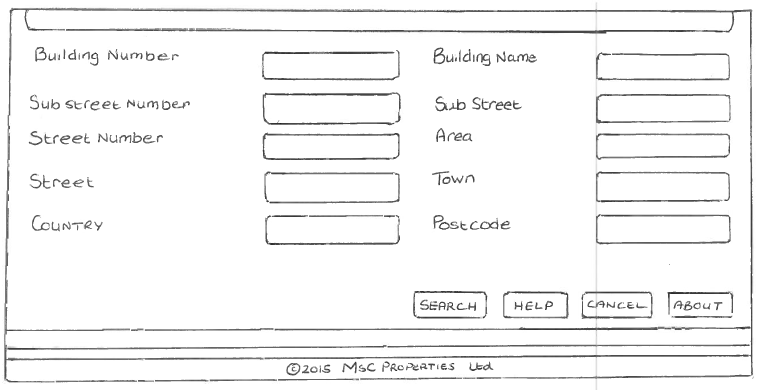 Building Number
Building Name
Sub street Number
Sub Street
Street Number
Area
Street
Town
COUNTRY
Postcode
SEARCH HELP CANCEL ABOUT
©2015 MSC PROPERTIES Ltd